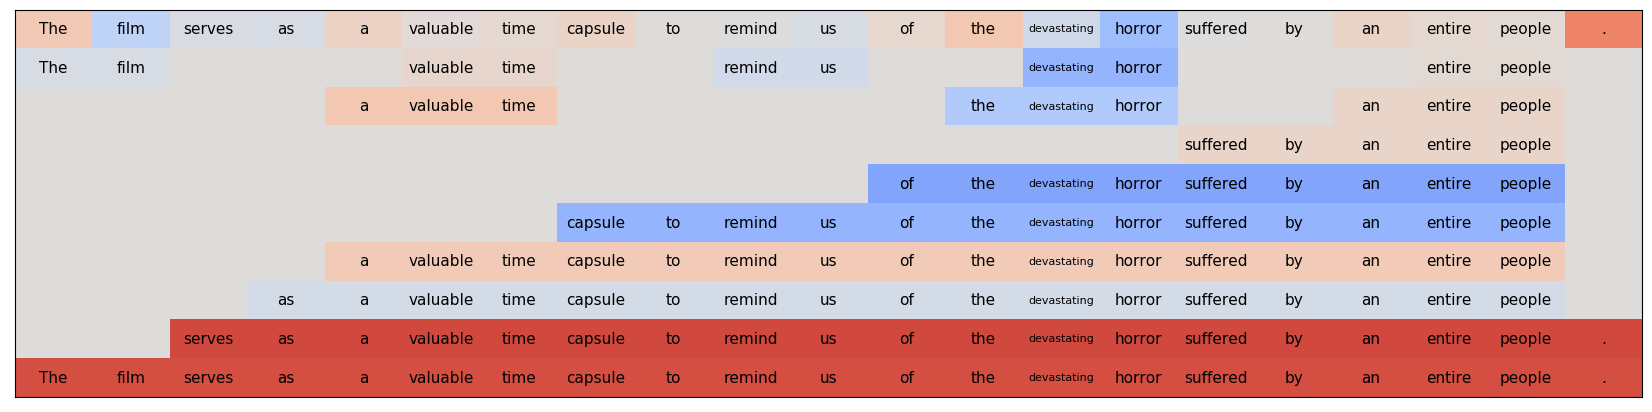 The film serves as a valuable time capsule to remind us of the devastating horror suffered by an entire people .
The film valuable time remind us devastating horror entire people
a valuable time the devastating horror an entire people
suffered by an entire people
of the devastating horror suffered by an entire people
capsule to remind us of the devastating horror suffered by an entire people
a valuable time capsule to remind us of the devastating horror suffered by an entire people
as a valuable time capsule to remind us of the devastating horror suffered by an entire people
serves as a valuable time capsule to remind us of the devastating horror suffered by an entire people .
The film serves as a valuable time capsule to remind us of the devastating horror suffered by an entire people .